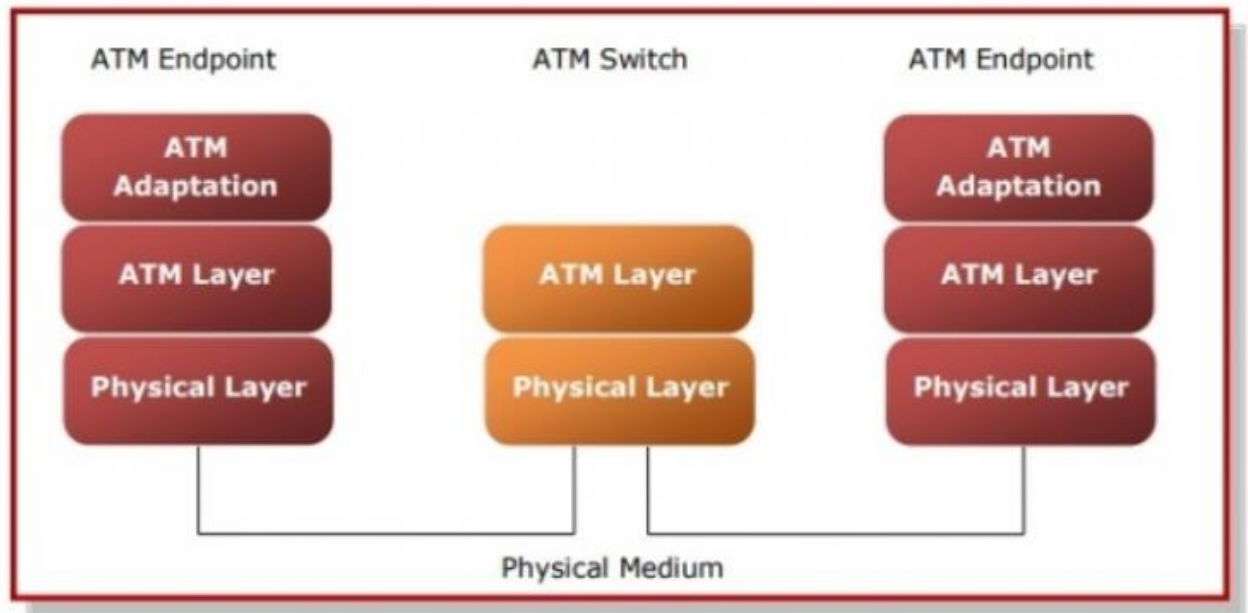 ATM Endpoint
ATM Switch
ATM Endpoint
ATM
Adaptation
ATM Layer
Physical Layer
ATM Layer
Physical Layer
ATM
Adaptation
ATM Layer
Physical Layer
Physical Medium